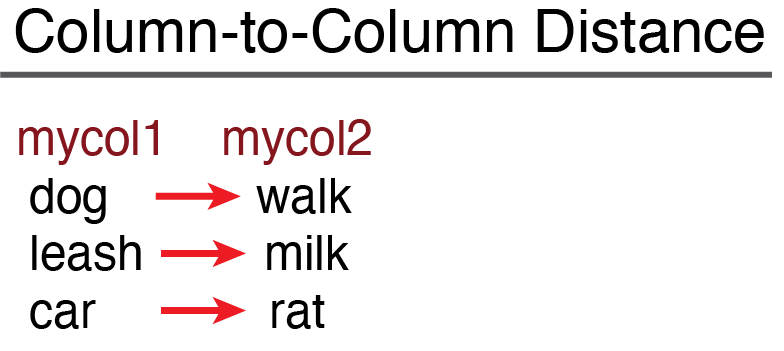 Column-to-Column Distance
mycol1 mycol2
dog walk
leash milk
car rat